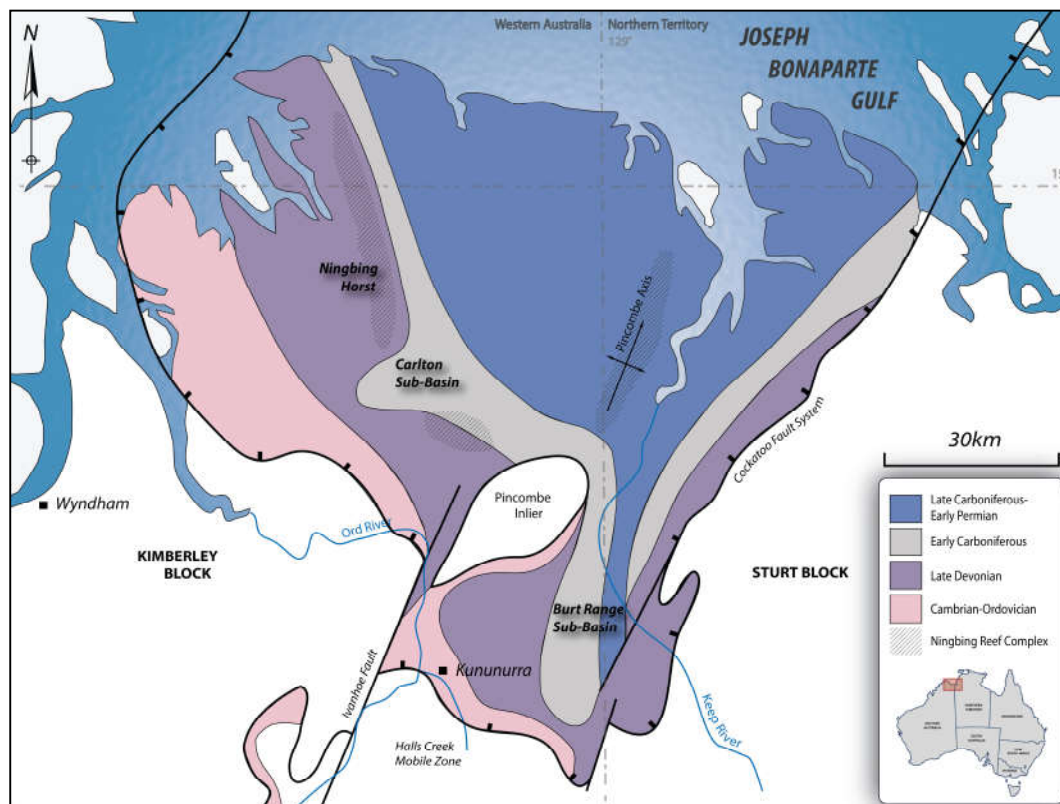 N
Western Australia
Northern Territory
129°
JOSEPH
BONAPARTE
GULF
15
Ningbing
Horst
Pincombe Axis
Carlton
Sub-Basin
Cockatoo Fault System
30km
Wyndham
Pincombe
Inlier
Ord River
KIMBERLEY
BLOCK
STURT BLOCK
Burt Range
Sub-Basin
Ivanhoe Fault
Kununurra
Keep River
Halls Creek
Mobile Zone
Late Carboniferous-
Early Permian
Early Carboniferous
Late Devonian
Cambrian-Ordovician
Ningbing Reef Complex